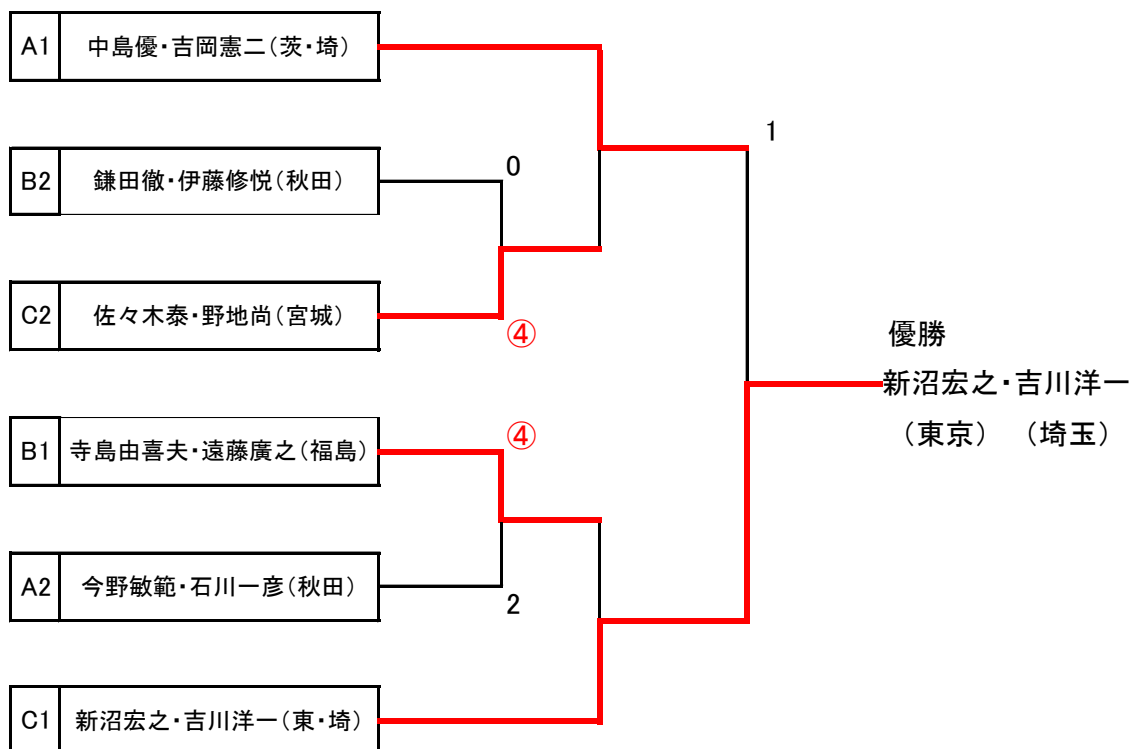 A1 中島優・吉岡憲二(茨・埼)
1
B2 鎌田徹・伊藤修悦(秋田)
0
C2 佐々木泰・野地尚(宮城)
④
優勝
新沼宏之・吉川洋一
(東京) (埼玉)
B1 寺島由喜夫・遠藤廣之(福島)
④
A2 今野敏範・石川一彦(秋田)
2
C1 新沼宏之・吉川洋一(東・埼)